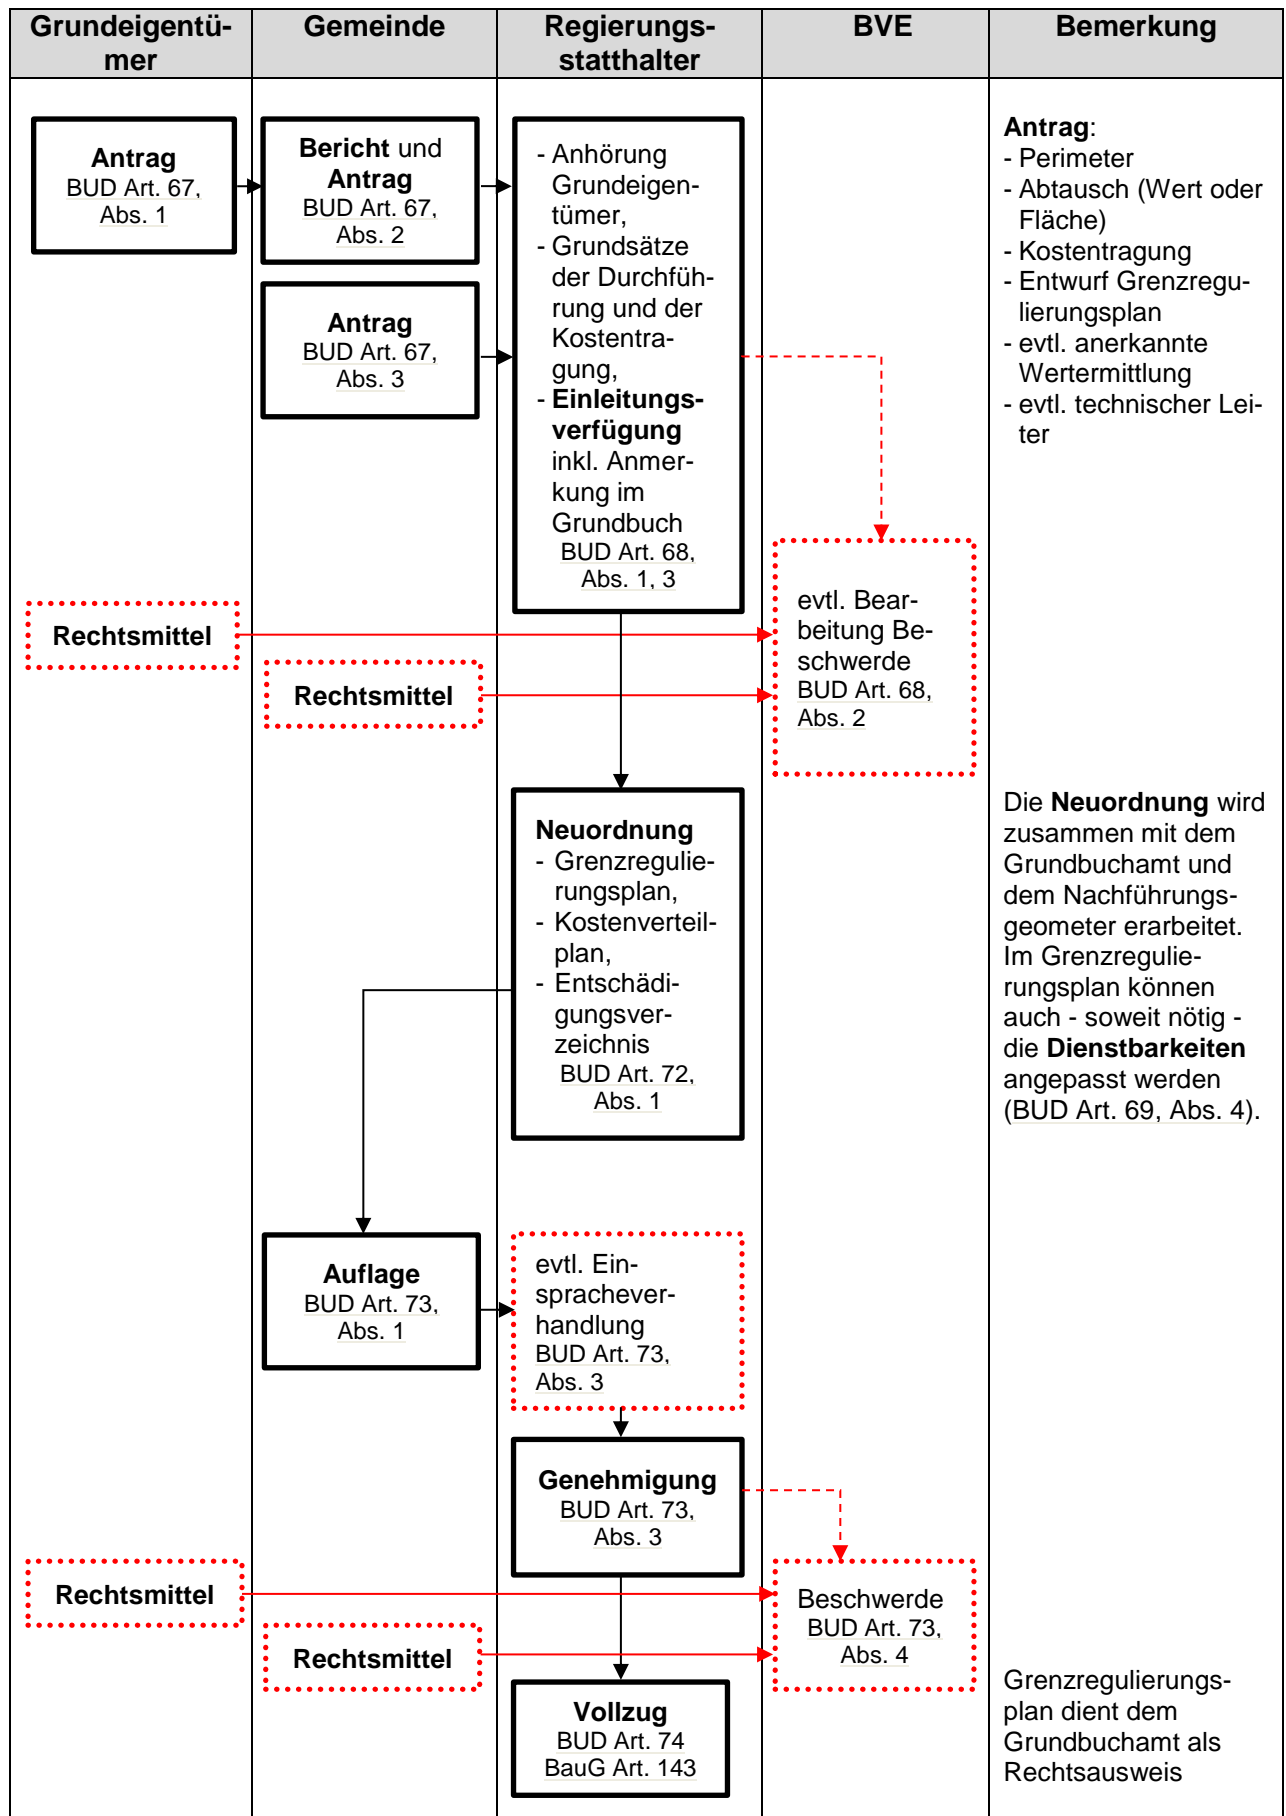 Grundeigentü-
mer
Gemeinde
Regierungs-
statthalter
BVE
Bemerkung
Antrag
BUD Art. 67,
Abs. 1
Bericht und
Antrag
BUD Art. 67,
Abs. 2
Antrag
BUD Art. 67,
Abs. 3
- Anhörung
Grundeigen-
tümer,
- Grundsätze
der Durchfüh-
rung und der
Kostentra-
gung,
- Einleitungs-
verfügung
inkl. Anmer-
kung im
Grundbuch
BUD Art. 68,
Abs. 1, 3
Antrag:
- Perimeter
- Abtausch (Wert oder
Fläche)
- Kostentragung
- Entwurf Grenzregu-
lierungsplan
- evtl. anerkannte
Wertermittlung
- evtl. technischer Lei-
ter
Rechtsmittel
Rechtsmittel
evtl. Bear-
beitung Be-
schwerde
BUD Art. 68,
Abs. 2
Neuordnung
- Grenzregulie-
rungsplan,
- Kostenverteil-
plan,
- Entschädi-
gungsver-
zeichnis
BUD Art. 72,
Abs. 1
Die Neuordnung wird
zusammen mit dem
Grundbuchamt und
dem Nachführungs-
geometer erarbeitet.
Im Grenzregulie-
rungsplan können
auch - soweit nötig -
die Dienstbarkeiten
angepasst werden
(BUD Art. 69, Abs. 4).
Auflage
BUD Art. 73,
Abs. 1
evtl. Ein-
sprachever-
handlung
BUD Art. 73,
Abs. 3
Genehmigung
BUD Art. 73,
Abs. 3
Rechtsmittel
Rechtsmittel
Beschwerde
BUD Art. 73,
Abs. 4
Vollzug
BUD Art. 74
BauG Art. 143
Grenzregulierungs-
plan dient dem
Grundbuchamt als
Rechtsausweis